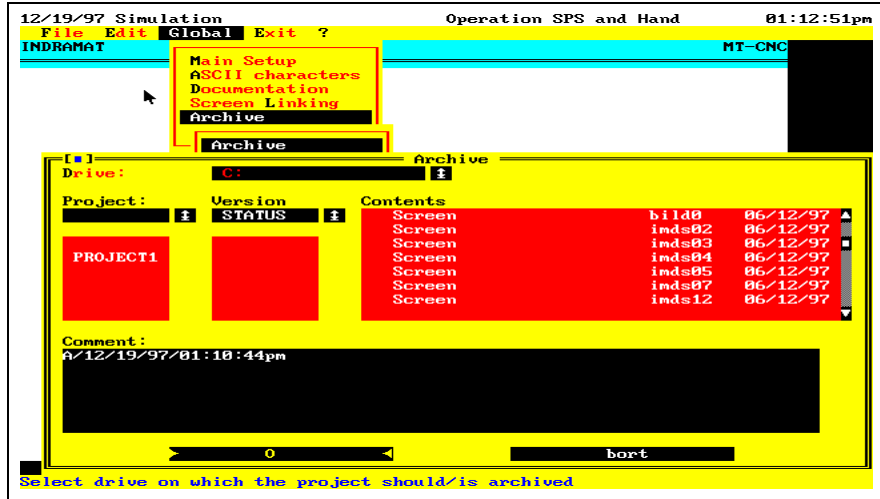 12/19/97 Simulation Operation SPS and Hand 01:12:51pm
File Edit Global Exit ?
INDRAMAT MT-CNC
Main Setup
ASCII characters
Documentation
Screen Linking
Archive
Archive
Archive
Drive: C:
Project: Version Contents
STATUS
Screen bild0 06/12/97
Screen imds02 06/12/97
Screen imds03 06/12/97
PROJECT1 Screen imds04 06/12/97
Screen imds05 06/12/97
Screen imds07 06/12/97
Screen imds12 06/12/97
Comment:
A/12/19/97/01:10:44pm
O bort
Select drive on which the project should/is archived